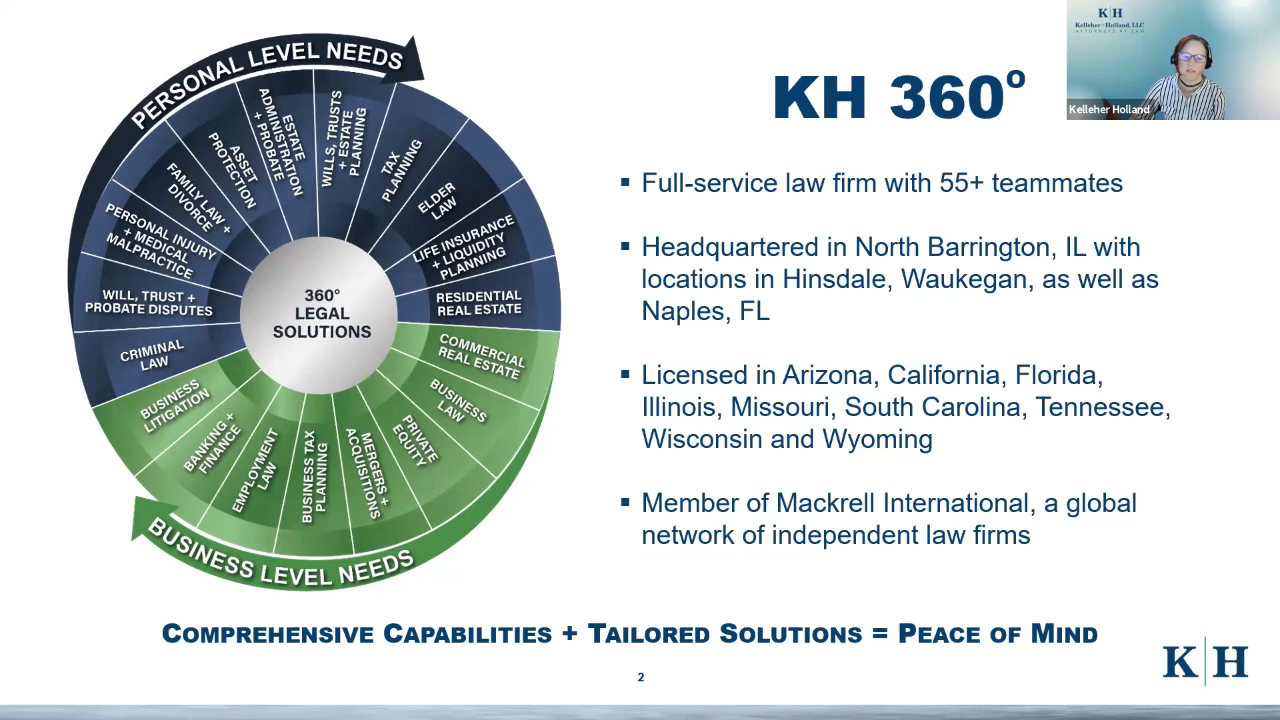 PERSONAL LEVEL NEEDS
CRIMINAL
LAW
WILL, TRUST +
PROBATE DISPUTES
PERSONAL INJURY
+ MEDICAL
MALPRACTICE
FAMILY LAW +
DIVORCE
ASSET
PROTECTION
ESTATE
ADMINISTRATION
+ PROBATE
WILLS, TRUSTS
+ ESTATE
PLANNING
TAX
PLANNING
ELDER
LAW
LIFE INSURANCE
+ LIQUIDITY
PLANNING
RESIDENTIAL
REAL ESTATE
360°
LEGAL
SOLUTIONS
COMMERCIAL
REAL ESTATE
BUSINESS
LAW
PRIVATE
EQUITY
MERGERS +
ACQUISITIONS
BUSINESS TAX
PLANNING
EMPLOYMENT
LAW
BANKING +
FINANCE
BUSINESS
LITIGATION
BUSINESS LEVEL NEEDS
KH 360°
K|H
Kelleher + Holland, LLC
ATTORNEYS AT LAW
Kelleher Holland
▪ Full-service law firm with 55+ teammates
▪ Headquartered in North Barrington, IL with
locations in Hinsdale, Waukegan, as well as
Naples, FL
▪ Licensed in Arizona, California, Florida,
Illinois, Missouri, South Carolina, Tennessee,
Wisconsin and Wyoming
▪ Member of Mackrell International, a global
network of independent law firms
COMPREHENSIVE CAPABILITIES + TAILORED SOLUTIONS = PEACE OF MIND
2
K|H